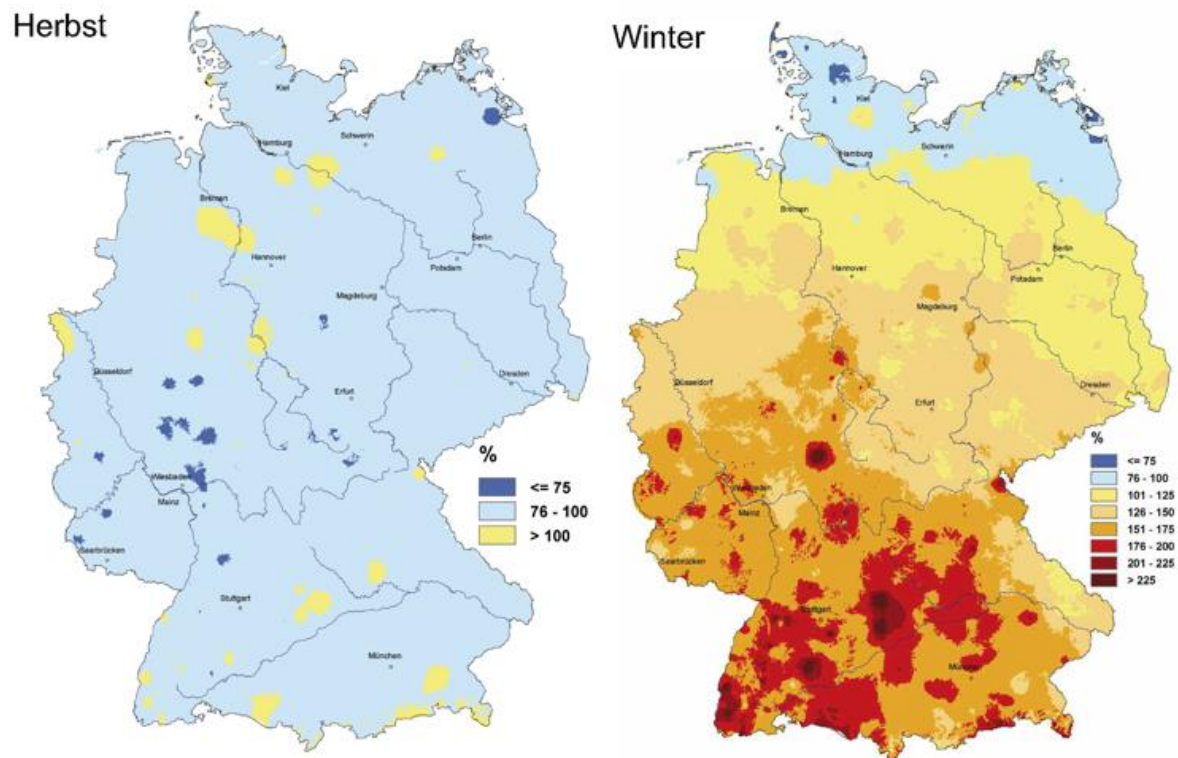 Herbst
Kiel
Schwerin
Hamburg
Bremen
Berlin
Hannover
Potsdam
Magdeburg
Düsseldorf
Dresden
Erfurt
Wiesbaden
Mainz
Saarbrücken
Stuttgart
München
%
<= 75
76 - 100
> 100
Winter
Kiel
Schwerin
Hamburg
Bremen
Berlin
Potsdam
Hannover
Magdeburg
Düsseldorf
Dresden
Erfurt
Wiesbaden
Mainz
Saarbrücken
Stuttgart
München
%
<= 75
76 - 100
101 - 125
126 - 150
151 - 175
176 - 200
201 - 225
> 225